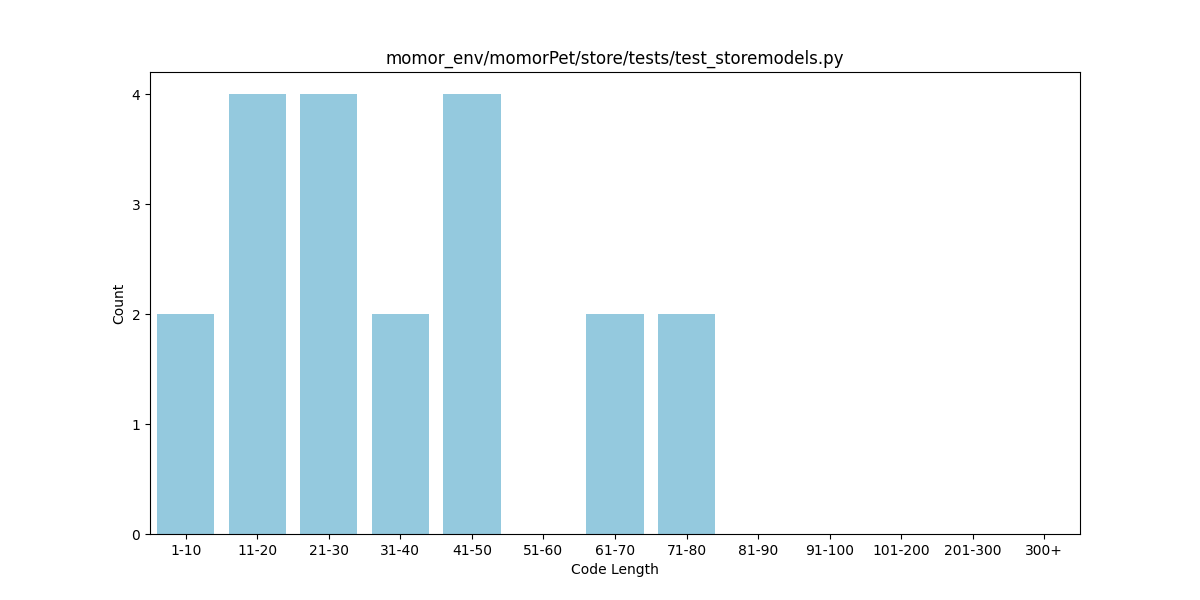 momor_env/momorPet/store/tests/test_storemodels.py
4
3
2
1
0
Count
1-10 11-20 21-30 31-40 41-50 51-60 61-70 71-80 81-90 91-100 101-200 201-300 300+
Code Length